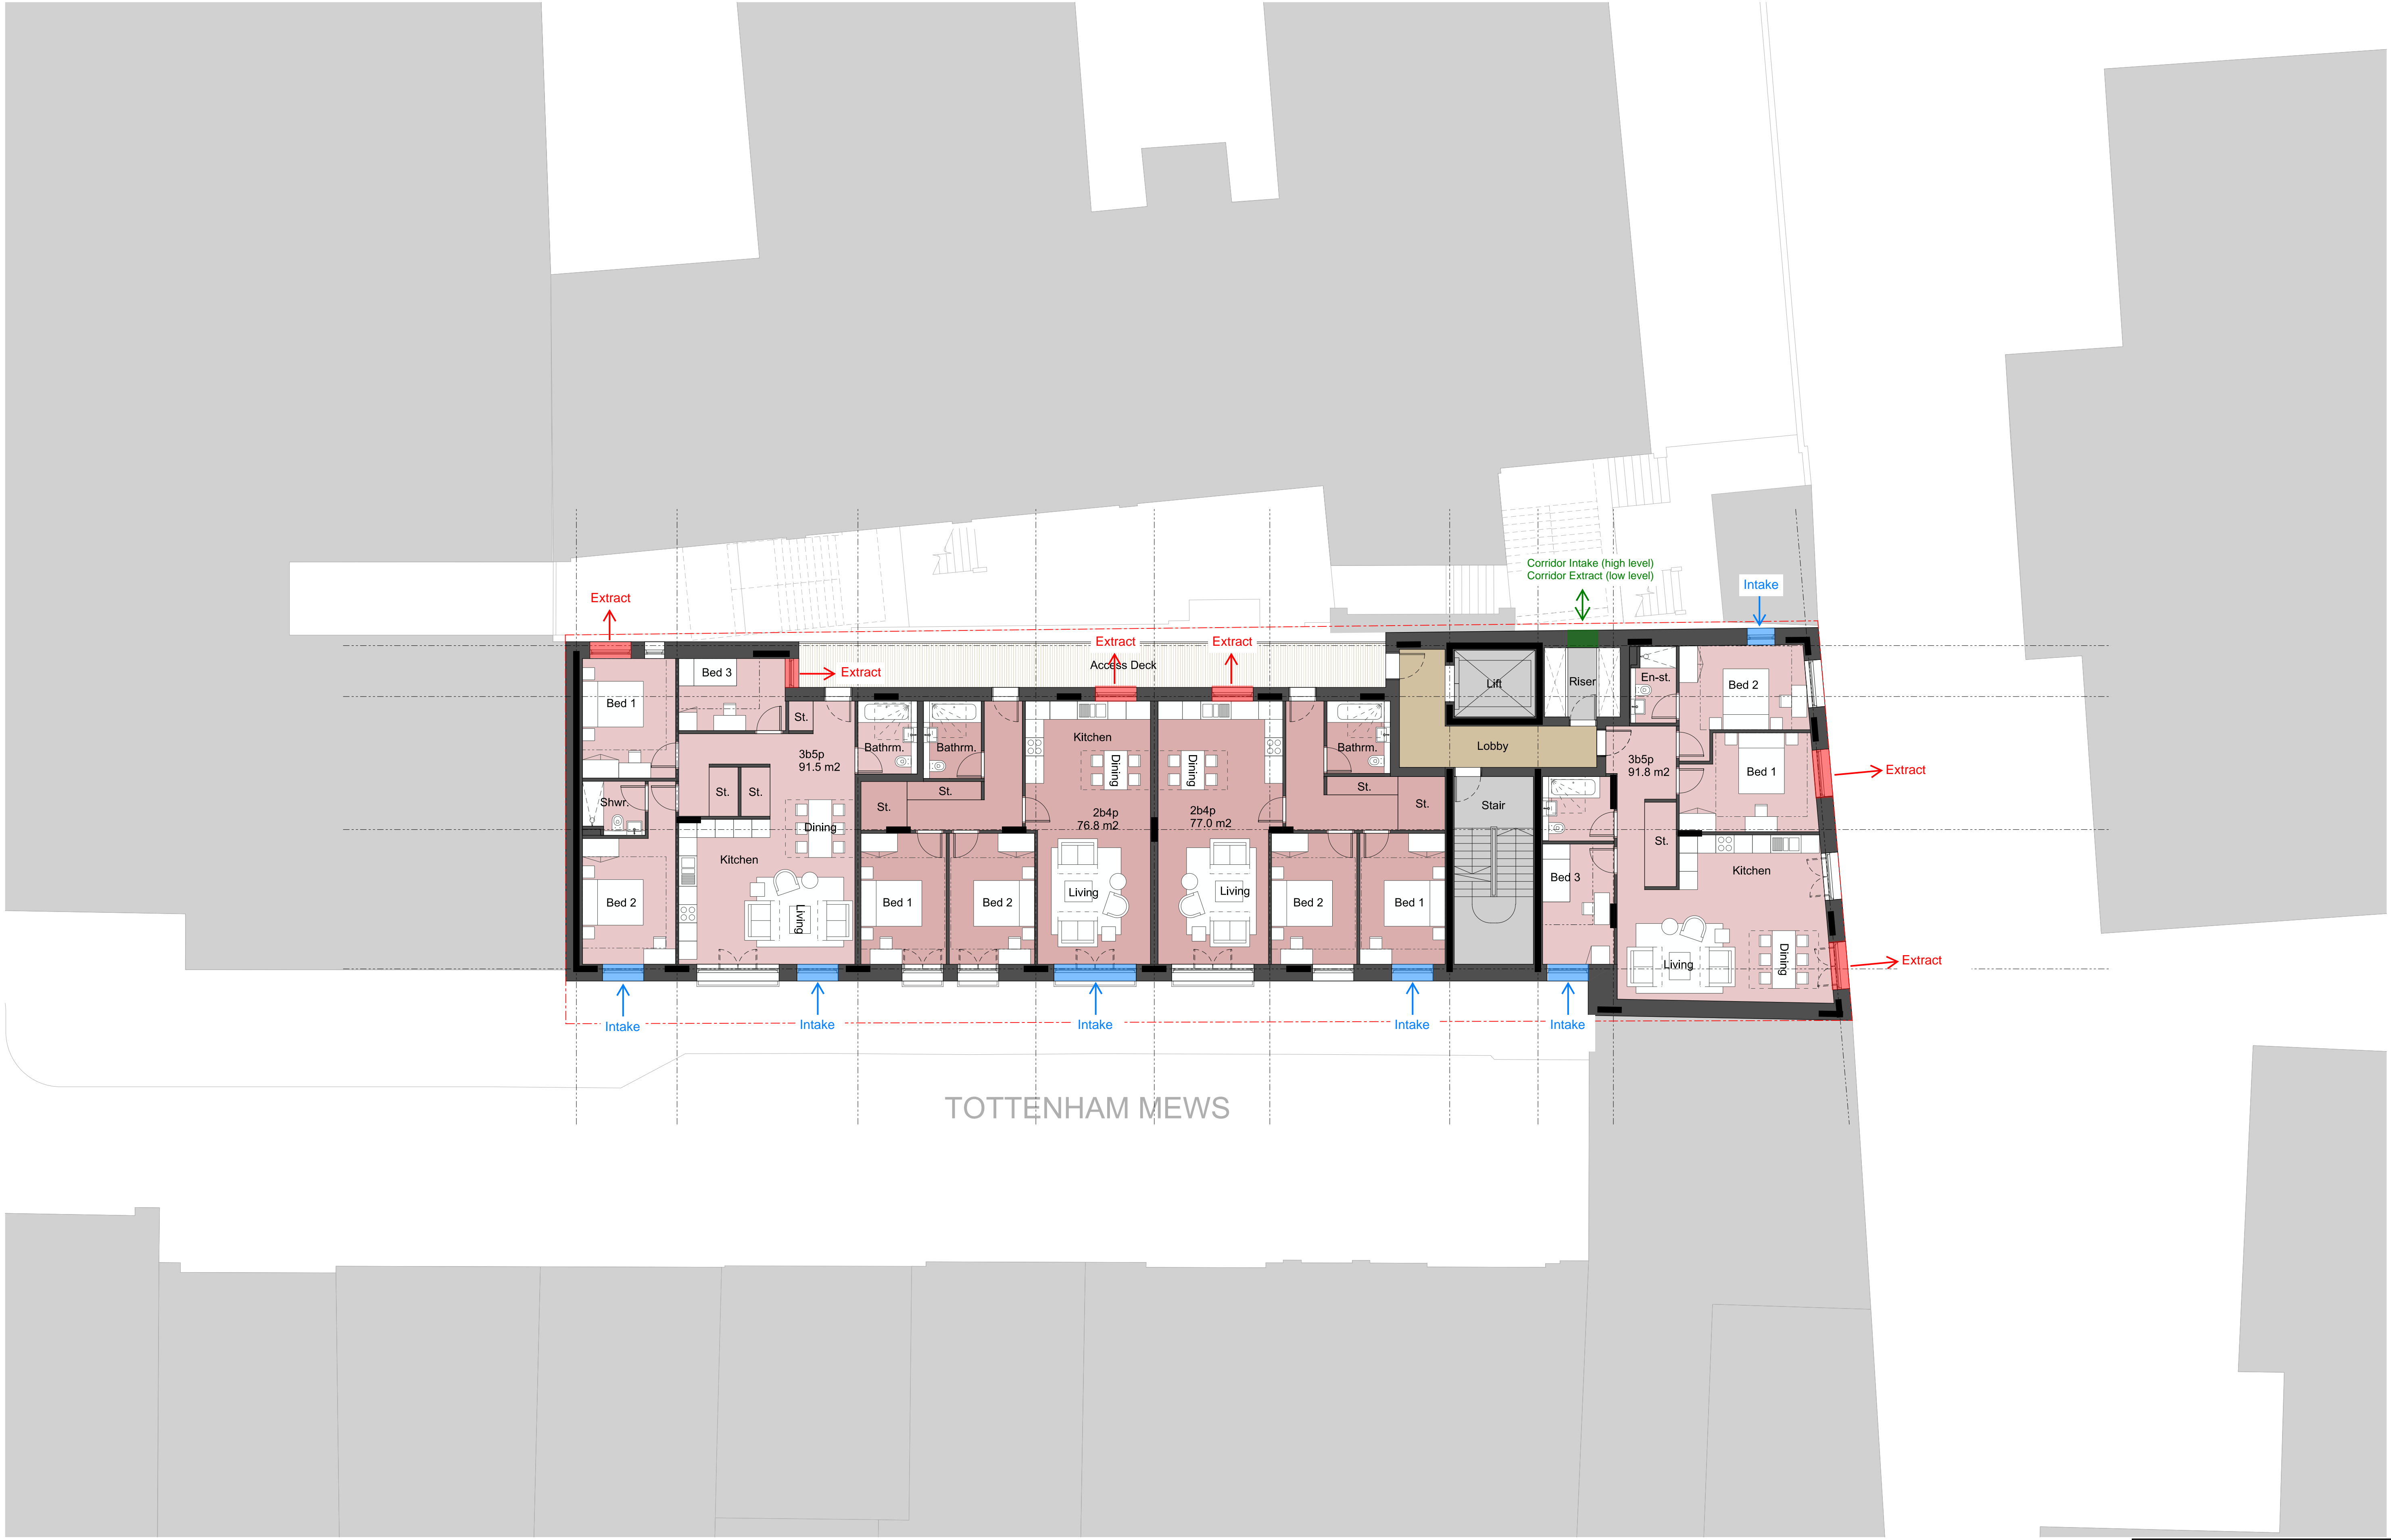 Corridor Intake (high level)
Corridor Extract (low level)
Intake
Extract
Extract
Extract
Access Deck
Extract
Bed 3
Bed 1
Lift
Riser
En-st.
Bed 2
St.
Bathrm.
Bathrm.
Kitchen
Dining
Dining
Bathrm.
Lobby
3b5p
91.5 m2
3b5p
91.8 m2
Bed 1
Extract
St.
St.
St.
St.
St.
St.
Shwr.
Stair
2b4p
76.8 m2
2b4p
77.0 m2
Dining
St.
Kitchen
Kitchen
Bed 3
Living
Living
Bed 2
Living
Bed 1
Bed 2
Bed 2
Bed 1
Living
Dining
Extract
Intake
Intake
Intake
Intake
Intake
TOTTENHAM MEWS